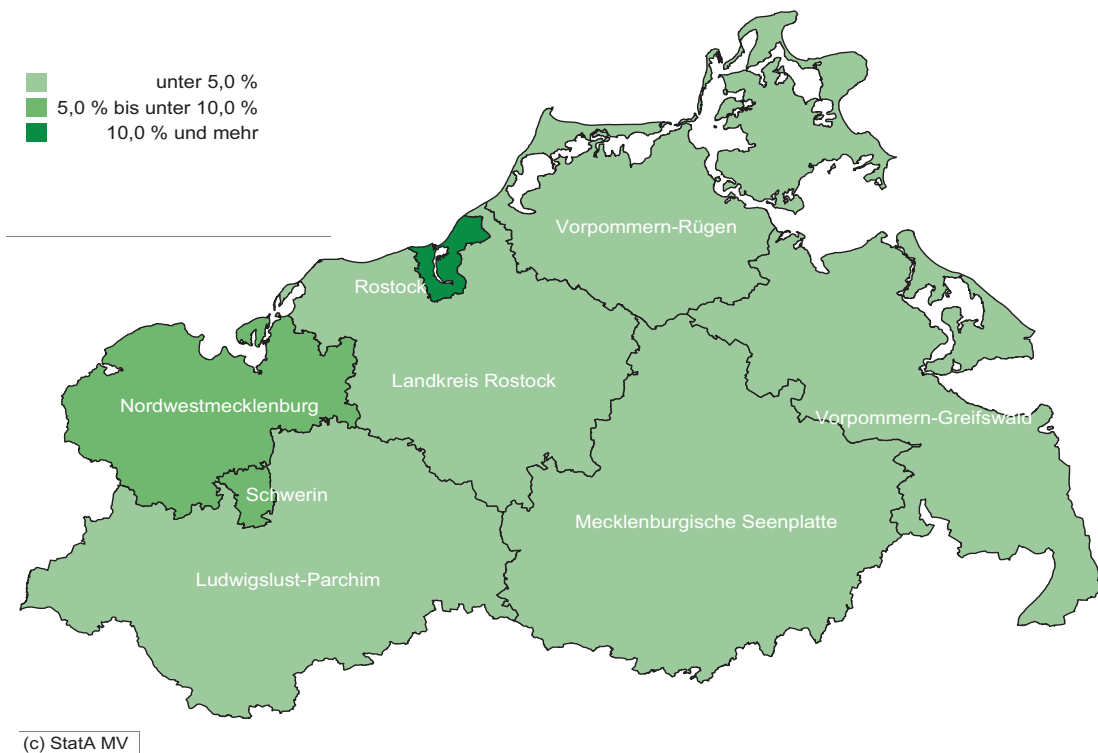 unter 5,0 %
5,0 % bis unter 10,0 %
10,0 % und mehr
Vorpommern-Rügen
Rostock
Landkreis Rostock
Nordwestmecklenburg
Vorpommern-Greifswald
Schwerin
Mecklenburgische Seenplatte
Ludwigslust-Parchim
(c) StatA MV